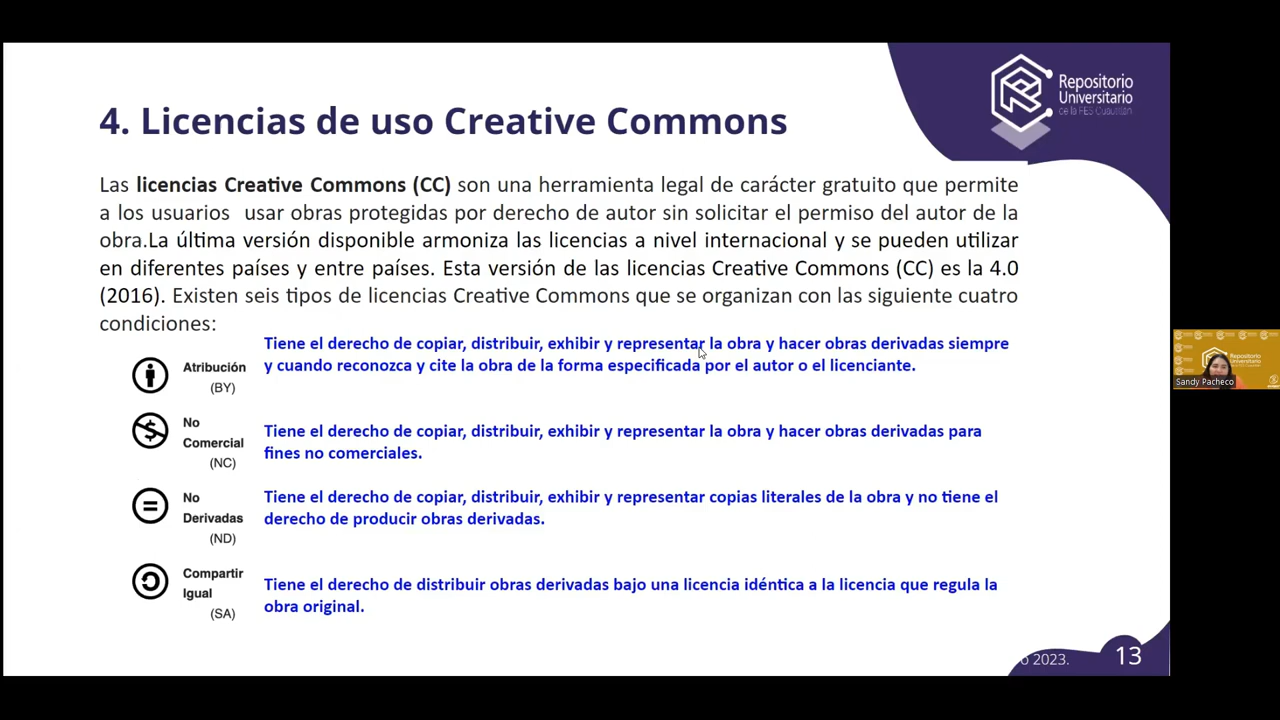 Repositorio
Universitario
de la FES Cuautitlán
4. Licencias de uso Creative Commons
Las licencias Creative Commons (CC) son una herramienta legal de carácter gratuito que permite
a los usuarios usar obras protegidas por derecho de autor sin solicitar el permiso del autor de la
obra.La última versión disponible armoniza las licencias a nivel internacional y se pueden utilizar
en diferentes países y entre países. Esta versión de las licencias Creative Commons (CC) es la 4.0
(2016). Existen seis tipos de licencias Creative Commons que se organizan con las siguiente cuatro
condiciones:
Atribución
(BY)
Tiene el derecho de copiar, distribuir, exhibir y representar la obra y hacer obras derivadas siempre
y cuando reconozca y cite la obra de la forma especificada por el autor o el licenciante.
No
Comercial
(NC)
Tiene el derecho de copiar, distribuir, exhibir y representar la obra y hacer obras derivadas para
fines no comerciales.
No
Derivadas
(ND)
Tiene el derecho de copiar, distribuir, exhibir y representar copias literales de la obra y no tiene el
derecho de producir obras derivadas.
Compartir
Igual
(SA)
Tiene el derecho de distribuir obras derivadas bajo una licencia idéntica a la licencia que regula la
obra original.
o 2023.
13
Repositorio
Sandy Pacheco